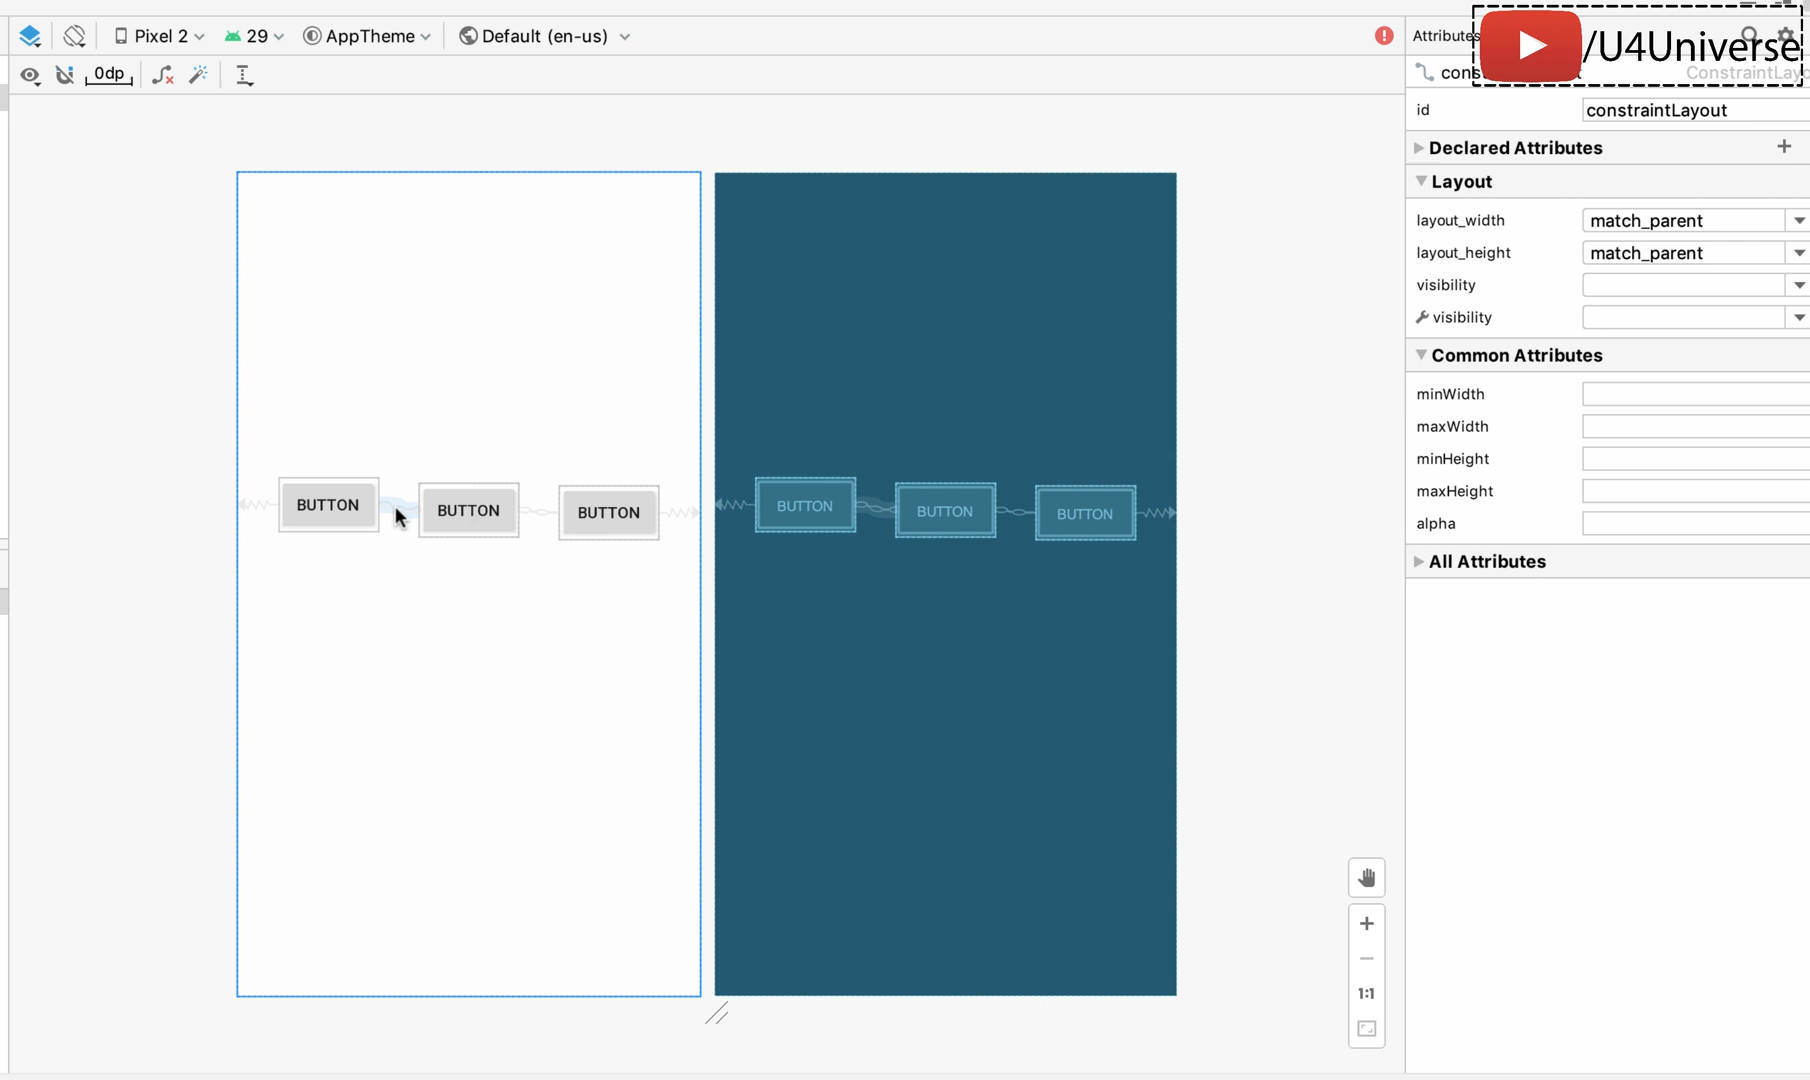 Pixel 2
29
AppTheme
Default (en-us)
Attributes
/U4Universe
0dp
ConstraintLayo
id
constraintLayout
Declared Attributes
Layout
layout_width
match_parent
layout_height
match_parent
visibility
visibility
Common Attributes
minWidth
maxWidth
minHeight
maxHeight
alpha
All Attributes
BUTTON
BUTTON
BUTTON
BUTTON
BUTTON
BUTTON
1:1